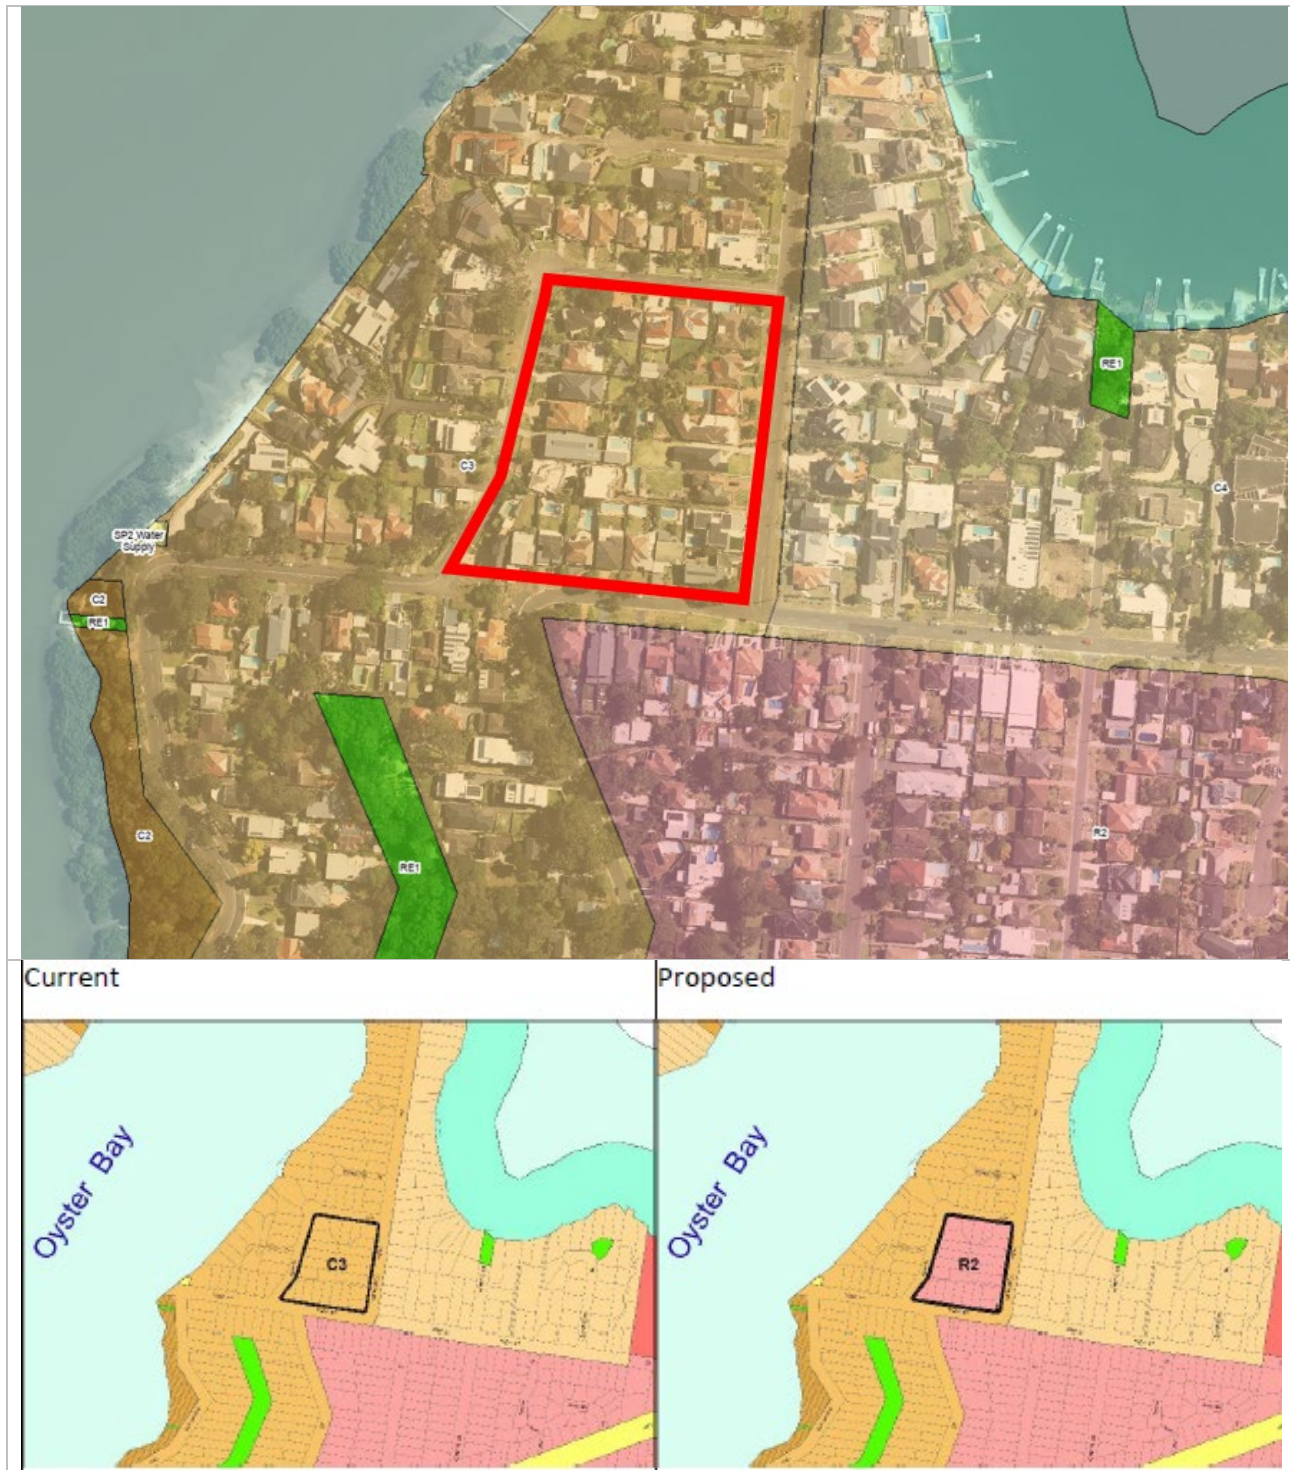 RE1
C3
C4
SP2 Water
Supply
C2
RE1
R2
C2
RE1
Current
Proposed
Oyster Bay
C3
Oyster Bay
R2